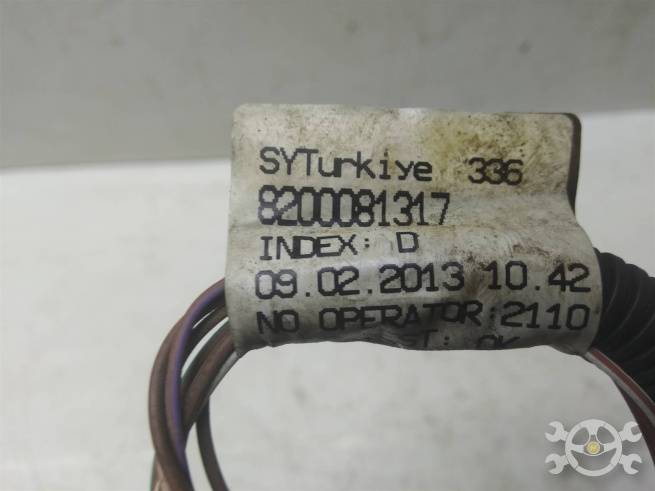 SYTurkiye 336
8200081317
INDEX: D
09.02.2013 10.42
NO OPERATOR:2110